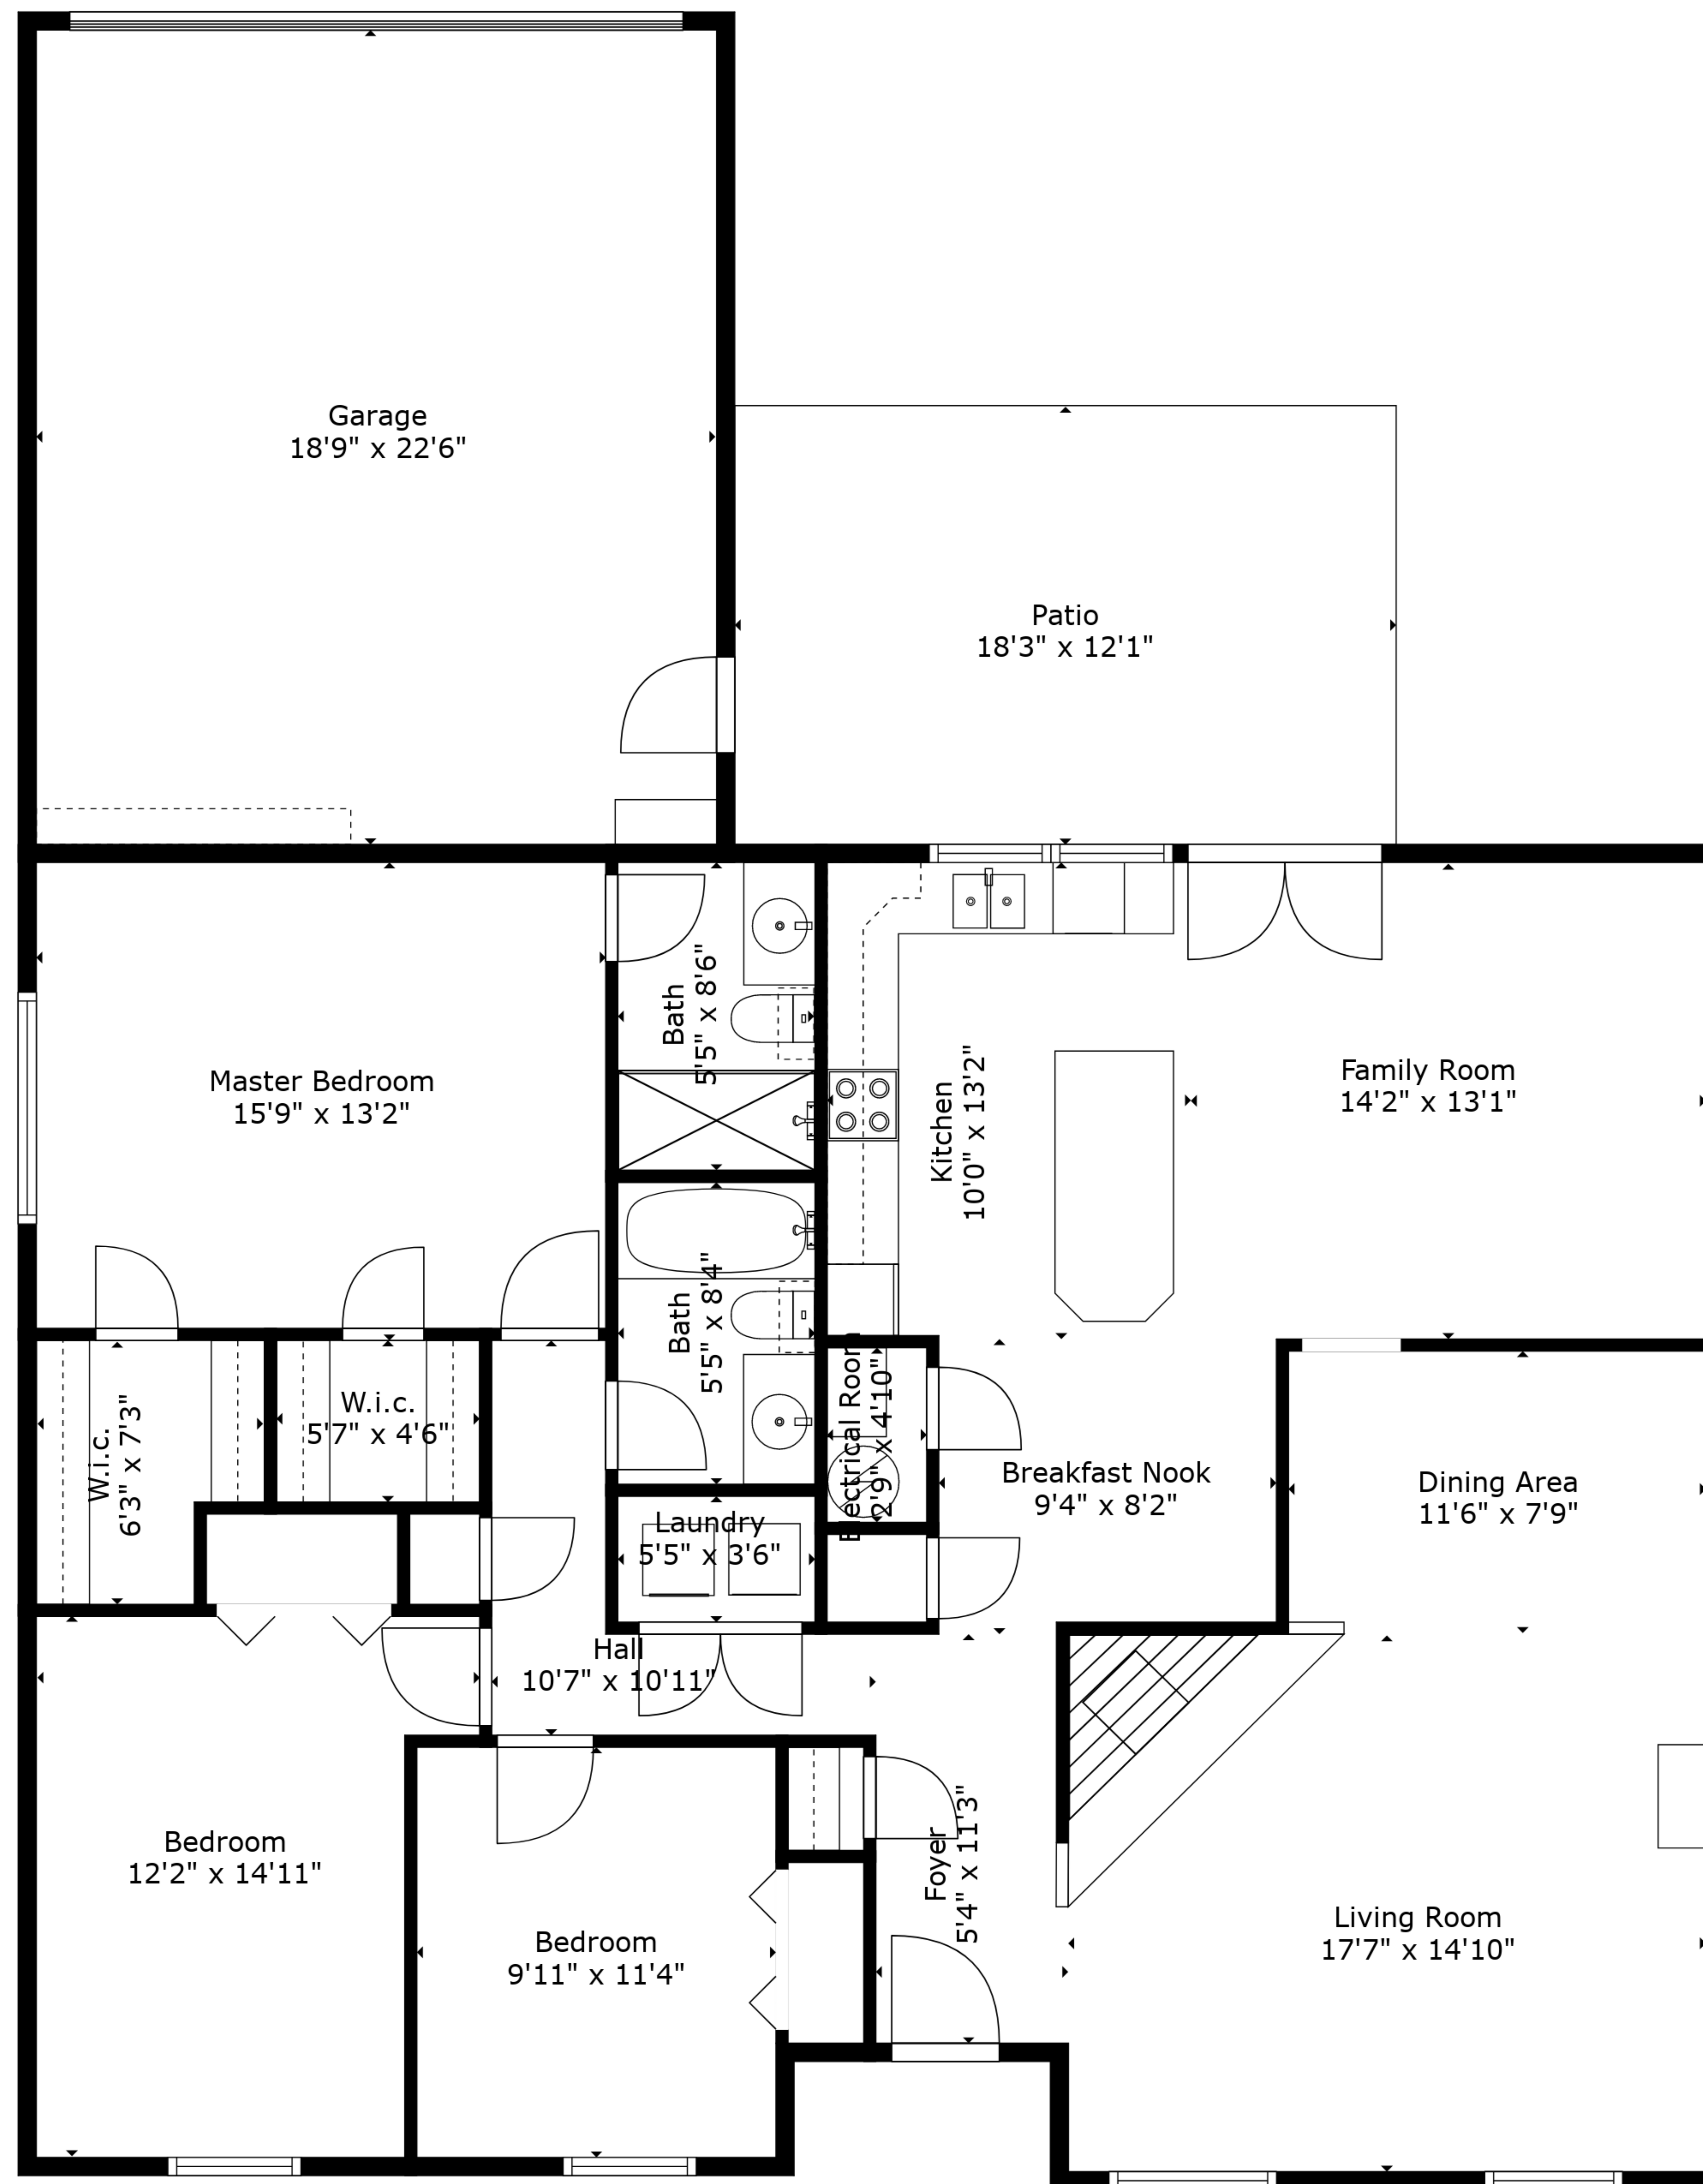 Garage
18'9" x 22'6"
Patio
18'3" x 12'1"
Master Bedroom
15'9" x 13'2"
Bath
5'5" x 8'6"
Kitchen
10'0" x 13'2"
Family Room
14'2" x 13'1"
Bath
5'5" x 8'4"
W.i.c.
6'3" x 7'3"
W.i.c.
5'7" x 4'6"
Electrical Room
2'9" x 4'10"
Breakfast Nook
9'4" x 8'2"
Dining Area
11'6" x 7'9"
Laundry
5'5" x 3'6"
Hall
10'7" x 10'11"
Bedroom
12'2" x 14'11"
Bedroom
9'11" x 11'4"
Foyer
5'4" x 11'3"
Living Room
17'7" x 14'10"